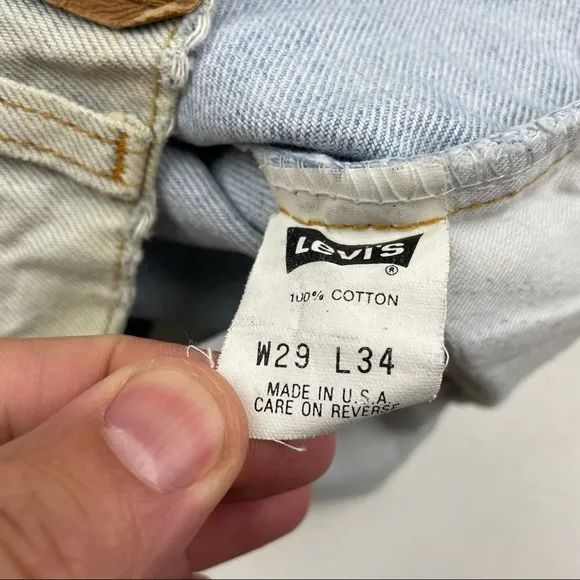 Levi's ®
100% COTTON
W29 L34
MADE IN U.S.A
CARE ON REVERSE